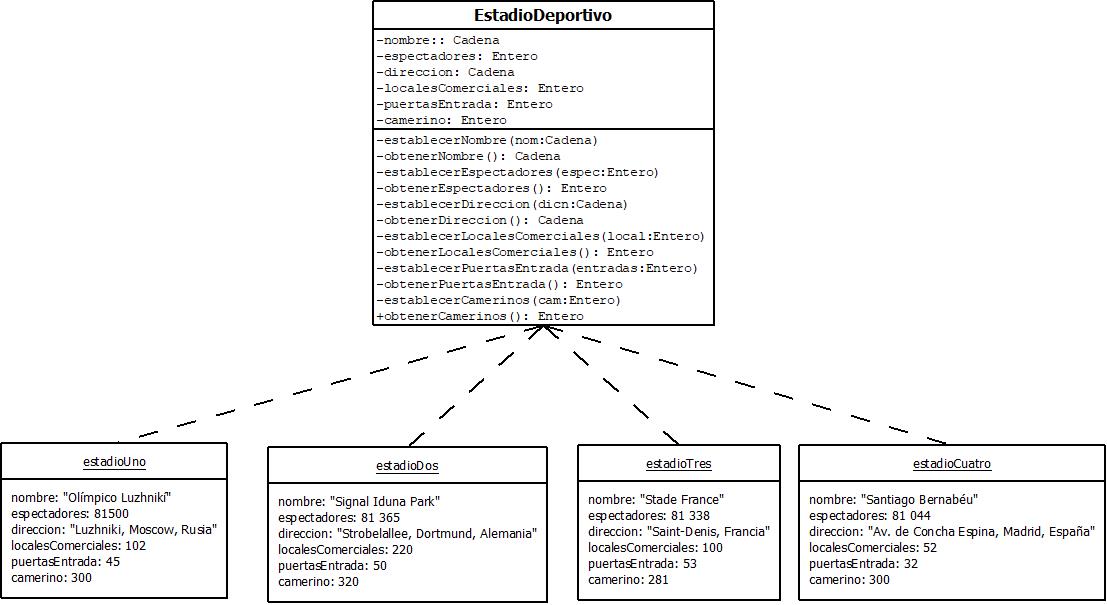 EstadioDeportivo
-nombre:: Cadena
-espectadores: Entero
-direccion: Cadena
-localesComerciales: Entero
-puertasEntrada: Entero
-camerino: Entero
-establecerNombre(nom:Cadena)
-obtenerNombre(): Cadena
-establecerEspectadores(espec:Entero)
-obtenerEspectadores(): Entero
-establecerDireccion(dicn:Cadena)
-obtenerDireccion(): Cadena
-establecerLocalesComerciales(local:Entero)
-obtenerLocalesComerciales(): Entero
-establecerPuertasEntrada(entradas:Entero)
-obtenerPuertasEntrada(): Entero
-establecerCamerinos(cam:Entero)
+obtenerCamerinos(): Entero
estadioUno
nombre: "Olímpico Luzhnikí"
espectadores: 81500
direccion: "Luzhniki, Moscow, Rusia"
localesComerciales: 102
puertasEntrada: 45
camerino: 300
estadioDos
nombre: "Signal Iduna Park"
espectadores: 81 365
direccion: "Strobelallee, Dortmund, Alemania"
localesComerciales: 220
puertasEntrada: 50
camerino: 320
estadioTres
nombre: "Stade France"
espectadores: 81 338
direccion: "Saint-Denis, Francia"
localesComerciales: 100
puertasEntrada: 53
camerino: 281
estadioCuatro
nombre: "Santiago Bernabéu"
espectadores: 81 044
direccion: "Av. de Concha Espina, Madrid, España"
localesComerciales: 52
puertasEntrada: 32
camerino: 300